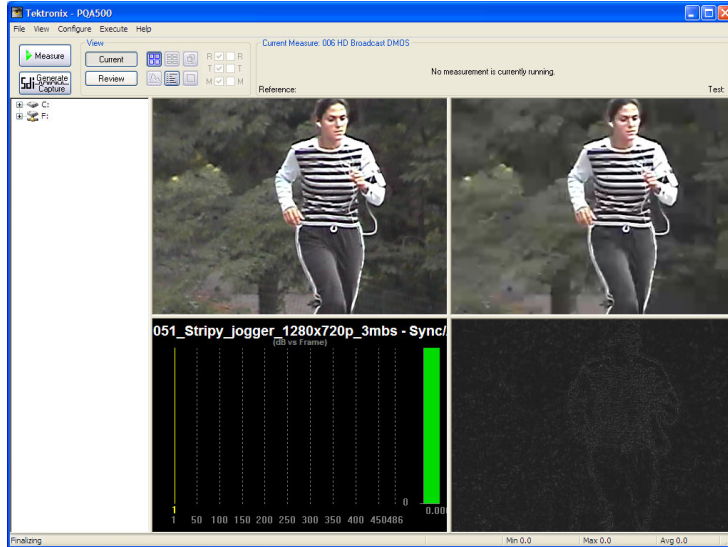 Tektronix - PQA500
File View Configure Execute Help
Measure
View
Current
Review
R R
T T
M M
Current Measure: 006 HD Broadcast DMOS
No measurement is currently running.
Reference:
Test:
Generate
Capture
C:
F:
051_Stripy_jogger_1280x720p_3mbs - Sync/
(dB vs Frame)
1
0
1 50 100 150 200 250 300 350 400 450486
0.00
Finalizing
Min 0.0
Max 0.0
Avg 0.0